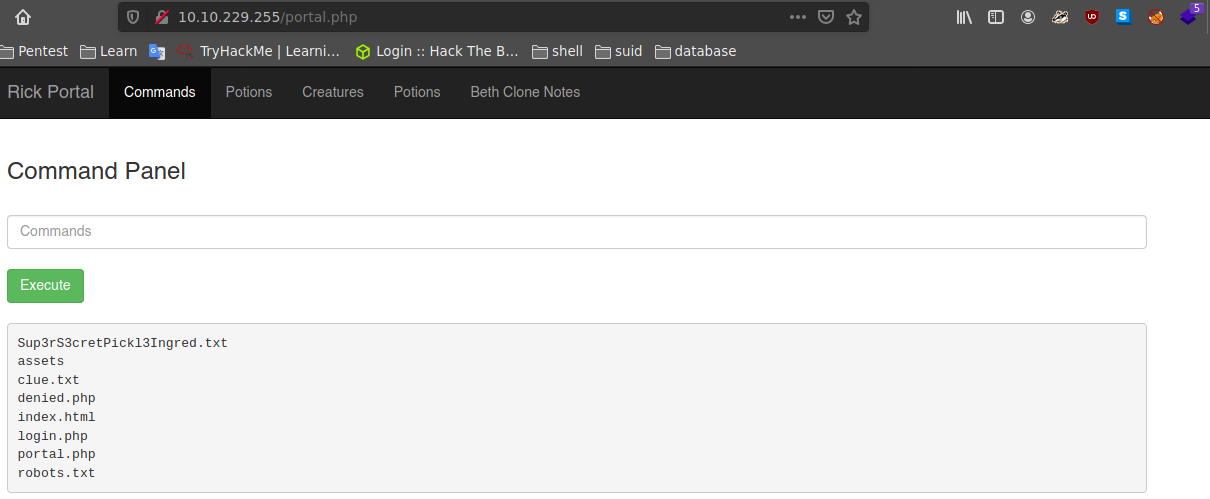 10.10.229.255/portal.php
5
Pentest Learn TryHackMe | Learni... Login :: Hack The B... shell suid database
Rick Portal Commands Potions Creatures Potions Beth Clone Notes
Command Panel
Commands
Execute
Sup3rS3cretPickl3Ingred.txt
assets
clue.txt
denied.php
index.html
login.php
portal.php
robots.txt